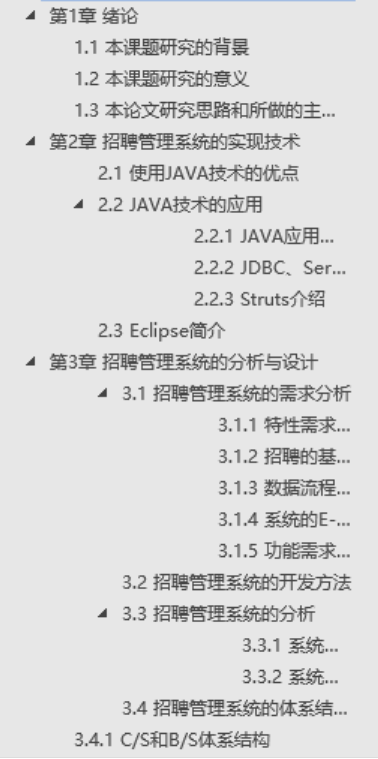 第1章 绪论
1.1 本课题研究的背景
1.2 本课题研究的意义
1.3 本论文研究思路和所做的主...
第2章 招聘管理系统的实现技术
2.1 使用JAVA技术的优点
2.2 JAVA技术的应用
2.2.1 JAVA应用...
2.2.2 JDBC、Ser...
2.2.3 Struts介绍
2.3 Eclipse简介
第3章 招聘管理系统的分析与设计
3.1 招聘管理系统的需求分析
3.1.1 特性需求...
3.1.2 招聘的基...
3.1.3 数据流程...
3.1.4 系统的E-...
3.1.5 功能需求...
3.2 招聘管理系统的开发方法
3.3 招聘管理系统的分析
3.3.1 系统...
3.3.2 系统...
3.4 招聘管理系统的体系结...
3.4.1 C/S和B/S体系结构